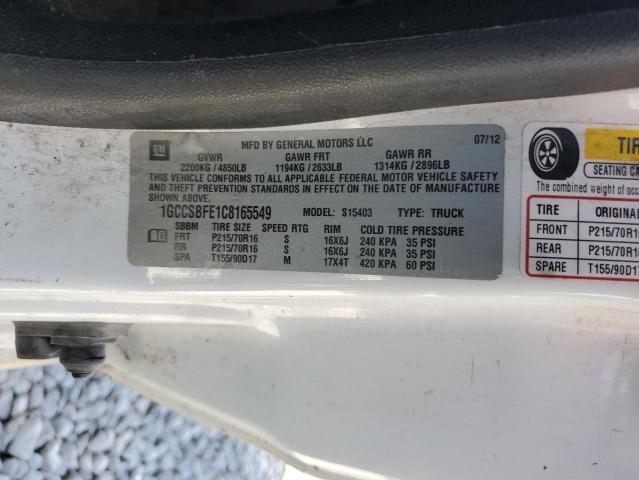 GM
MFD BY GENERAL MOTORS LLC 07/12
GVWR GAWR FRT GAWR RR
2200KG / 4850LB 1194KG / 2633LB 1314KG / 2896LB
THIS VEHICLE CONFORMS TO ALL APPLICABLE FEDERAL MOTOR VEHICLE SAFETY
AND THEFT PREVENTION STANDARDS IN EFFECT ON THE DATE OF MANUFACTURE
SHOWN ABOVE.
1GCCSBFE1C8165549 MODEL: S15403 TYPE: TRUCK
SBBM TIRE SIZE SPEED RTG RIM COLD TIRE PRESSURE
FRT P215/70R16 S 16X6J 240 KPA 35 PSI
RR P215/70R16 S 16X6J 240 KPA 35 PSI
SPA T155/90D17 M 17X4T 420 KPA 60 PSI
TIR
SEATING CA
The combined weight of occ
TIRE ORIGINA
FRONT P215/70R1
REAR P215/70R1
SPARE T155/90D17